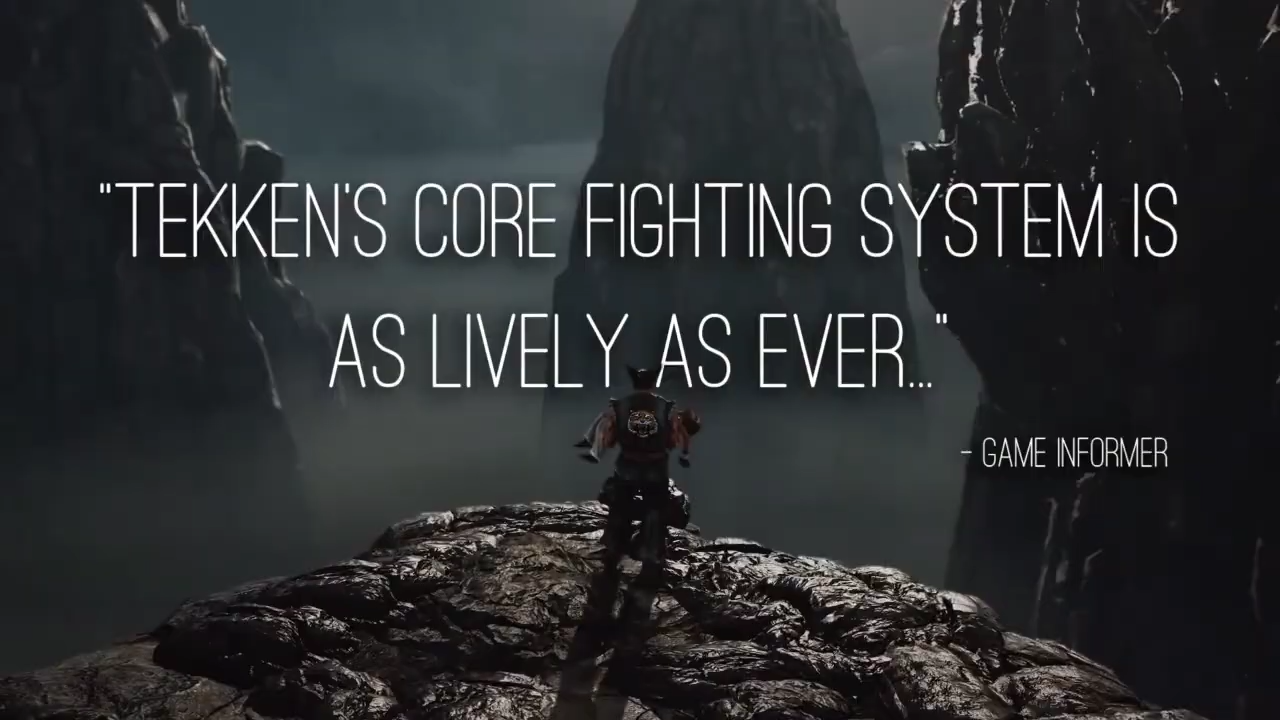 "TEKKEN'S CORE FIGHTING SYSTEM IS
AS LIVELY AS EVER..."
- GAME INFORMER